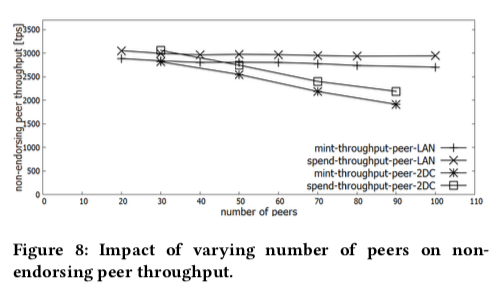 non-endorsing peer throughput [tps]
3500
3000
2500
2000
1500
1000
500
0
mint-throughput-peer-LAN
spend-throughput-peer-LAN
mint-throughput-peer-2DC
spend-throughput-peer-2DC
0 10 20 30 40 50 60 70 80 90 100 110
number of peers
Figure 8: Impact of varying number of peers on non-
endorsing peer throughput.